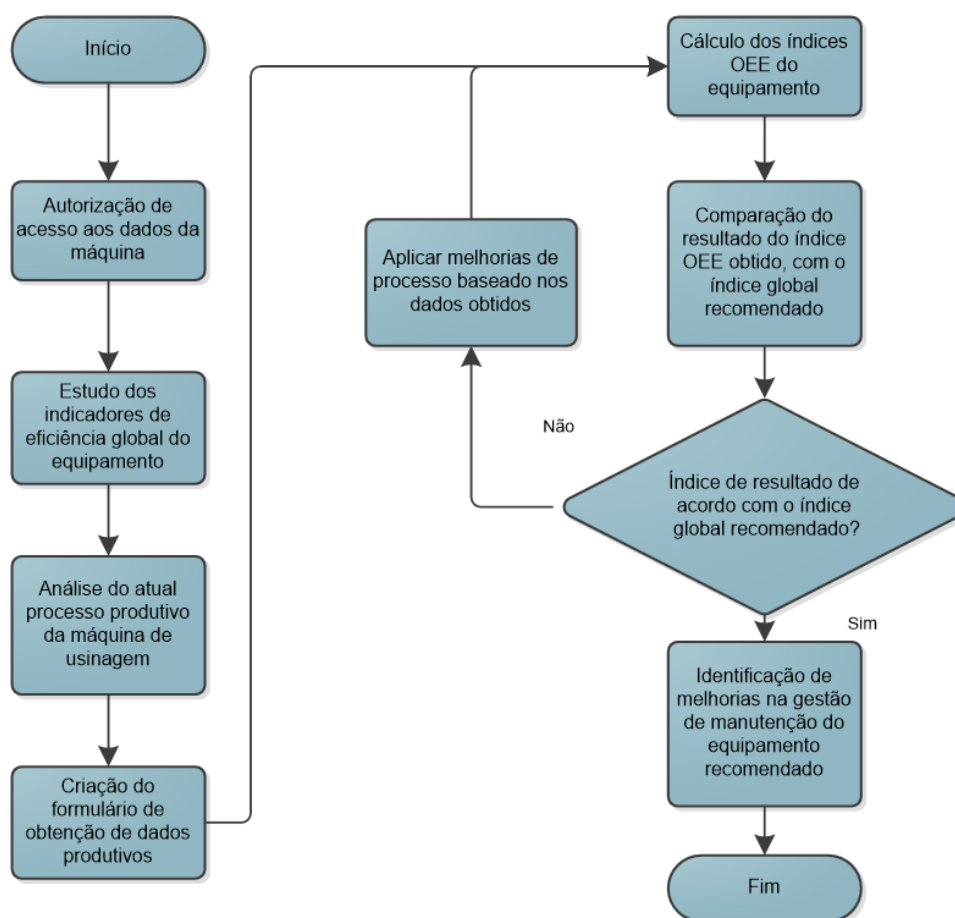 Início
Autorização de
acesso aos dados da
máquina
Estudo dos
indicadores de
eficiência global do
equipamento
Análise do atual
processo produtivo
da máquina de
usinagem
Criação do
formulário de
obtenção de dados
produtivos
Cálculo dos índices
OEE do
equipamento
Comparação do
resultado do índice
OEE obtido, com o
índice global
recomendado
Índice de resultado de
acordo com o índice
global recomendado?
Não
Aplicar melhorias de
processo baseado nos
dados obtidos
Sim
Identificação de
melhorias na gestão
de manutenção do
equipamento
recomendado
Fim